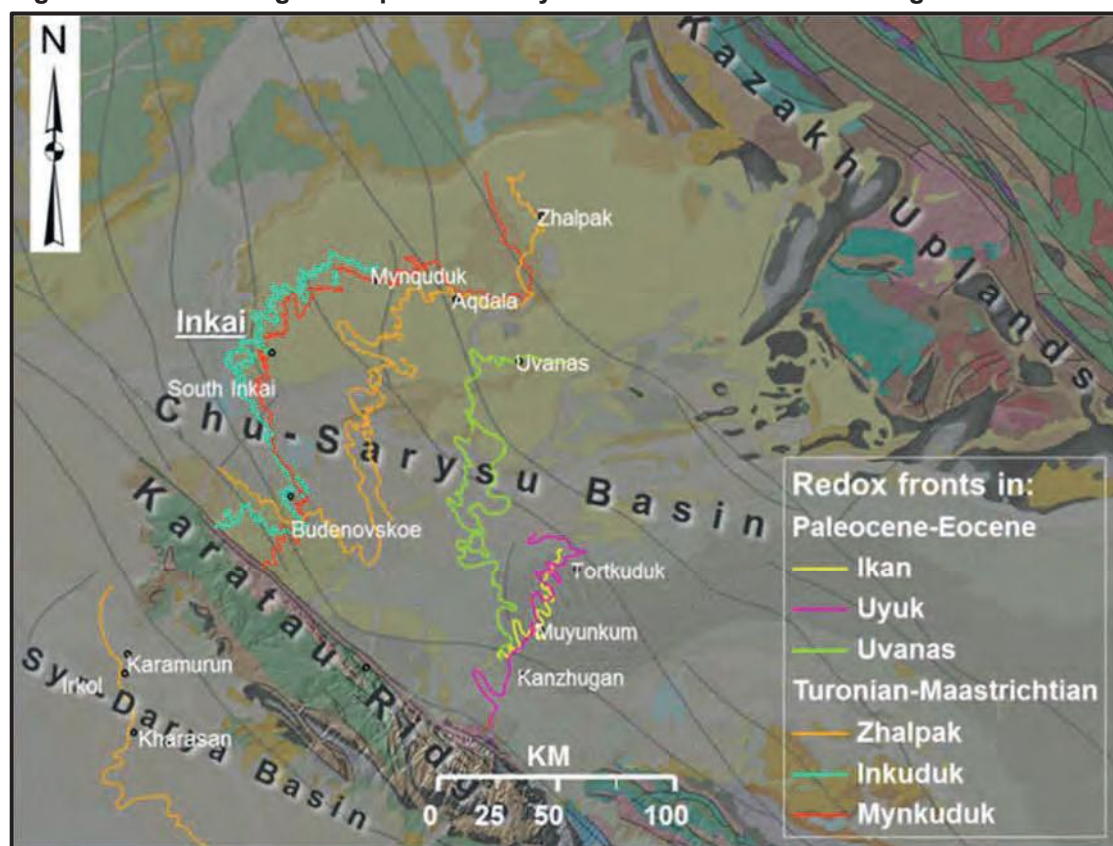 N
Kazakh Uplands
Zhalpak
Mynquduk
Aqdala
Inkai
Uvanas
South Inkai
Chu-Sarysu Basin
Budenovskoe
Karatau Ridge
Tortkuduk
Muyunkum
Kanzhugan
Karamurun
Irkol
Kharasan
Syr-Darya Basin
KM
0 25 50 100
Redox fronts in:
Paleocene-Eocene
Ikan
Uyuk
Uvanas
Turonian-Maastrichtian
Zhalpak
Inkuduk
Mynkuduk